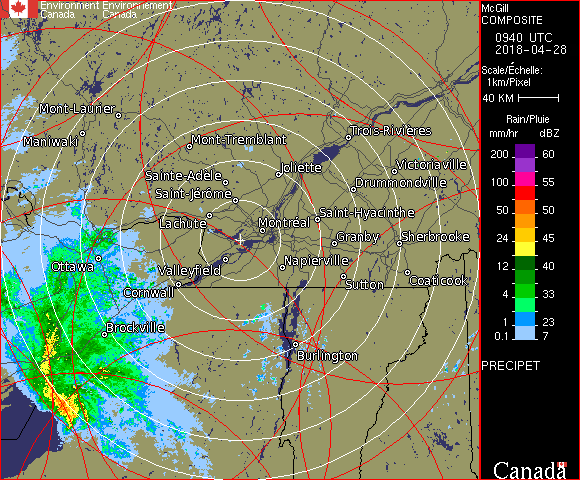 Environment Environnement
Canada Canada
McGill
COMPOSITE
0940 UTC
2018-04-28
Scale/Échelle:
1km/Pixel
40 KM
Rain/Pluie
mm/hr dBZ
200 60
55
100 55
50 50
24 45
12 40
4 33
1 23
0.1 7
PRECIPET
Canada
Mont-Laurier
Maniwaki
Mont-Tremblant
Trois-Rivières
Joliette
Victoriaville
Sainte-Adèle
Drummondville
Saint-Jérôme
Saint-Hyacinthe
Lachute
Montréal
Granby
Sherbrooke
Ottawa
Valleyfield
Napierville
Coaticook
Sutton
Cornwall
Brockville
Burlington